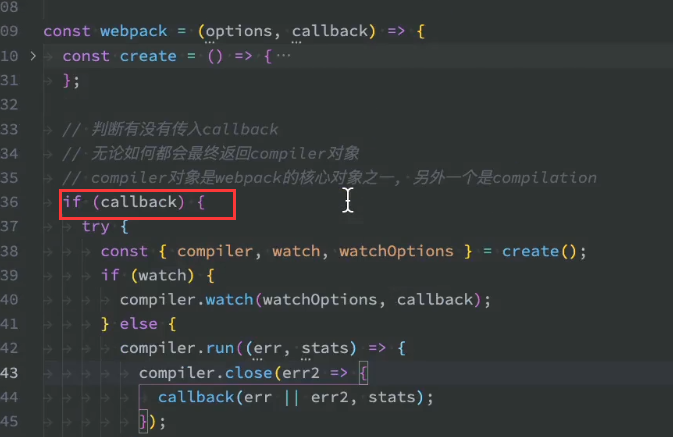 08
09 const webpack = (options, callback) => {
10 > const create = () => { ...
31 };
32
33 // 判断有没有传入callback
34 // 无论如何都会最终返回compiler对象
35 // compiler对象是webpack的核心对象之一, 另外一个是compilation
36 if (callback) {
37 try {
38 const { compiler, watch, watchOptions } = create();
39 if (watch) {
40 compiler.watch(watchOptions, callback);
41 } else {
42 compiler.run((err, stats) => {
43 compiler.close(err2 => {
44 callback(err || err2, stats);
45 });